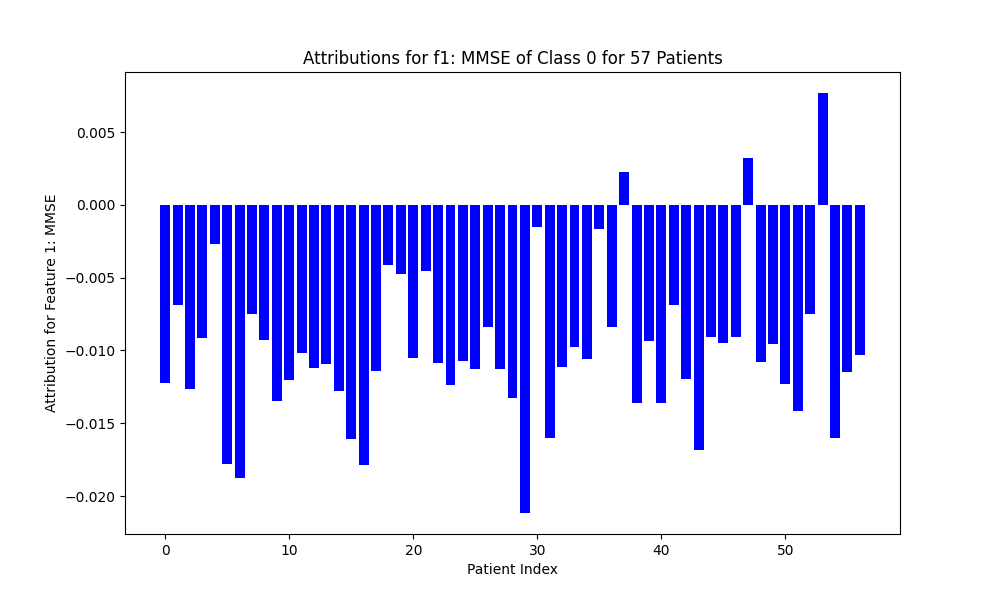 Attributions for f1: MMSE of Class 0 for 57 Patients
Attribution for Feature 1: MMSE
0.005
0.000
−0.005
−0.010
−0.015
−0.020
0 10 20 30 40 50
Patient Index